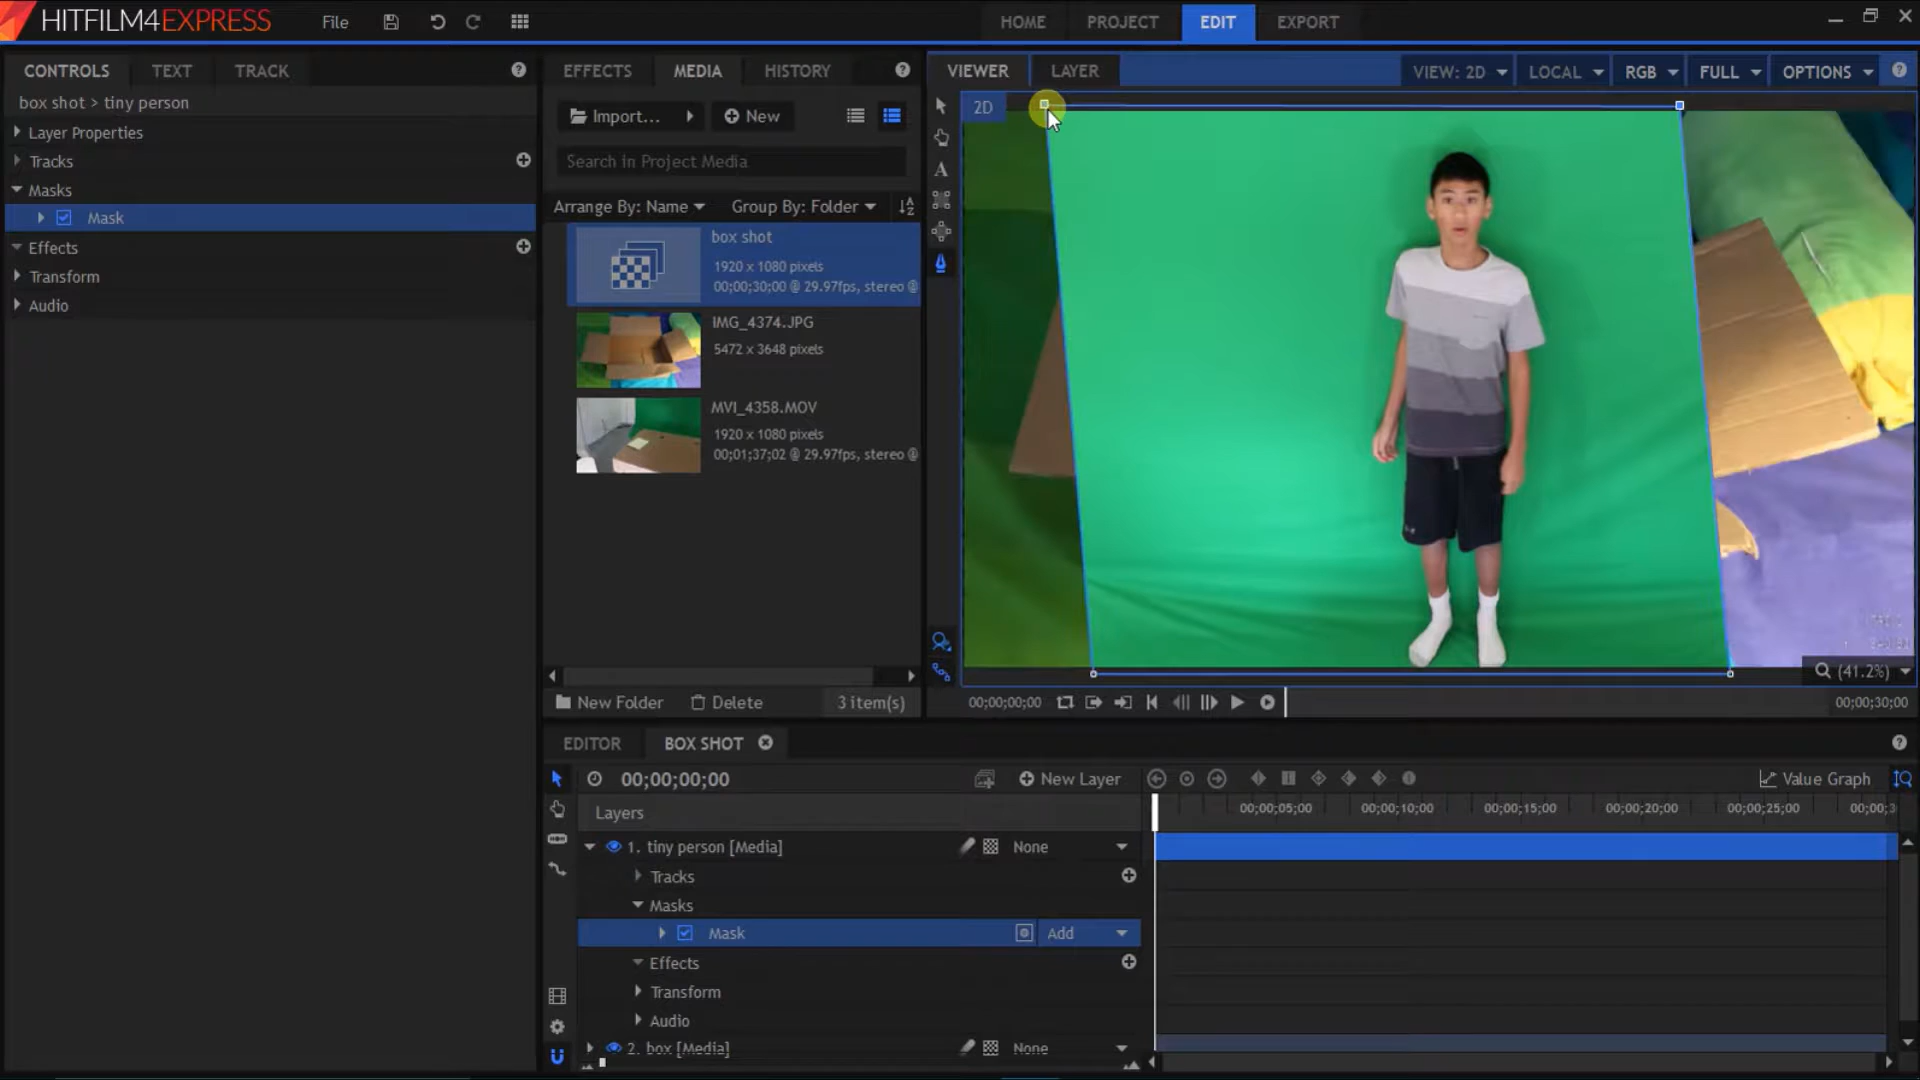 HITFILM4EXPRESS
File
HOME
PROJECT
EDIT
EXPORT
CONTROLS
TEXT
TRACK
box shot > tiny person
Layer Properties
Tracks
Masks
Mask
Effects
Transform
Audio
EFFECTS
MEDIA
HISTORY
Import...
New
Search in Project Media
Arrange By: Name
Group By: Folder
box shot
1920 x 1080 pixels
00;00;30;00 @ 29.97fps, stereo @
IMG_4374.JPG
5472 x 3648 pixels
MVI_4358.MOV
1920 x 1080 pixels
00;01;37;02 @ 29.97fps, stereo @
New Folder
Delete
3 item(s)
VIEWER
LAYER
VIEW: 2D
LOCAL
RGB
FULL
OPTIONS
2D
(41.2%)
00;00;00;00
00;00;30;00
EDITOR
BOX SHOT
00;00;00;00
New Layer
Value Graph
Layers
00;00;05;00
00;00;10;00
00;00;15;00
00;00;20;00
00;00;25;00
00;00;3
1. tiny person [Media]
None
Tracks
Masks
Mask
Add
Effects
Transform
Audio
2. box [Media]
None